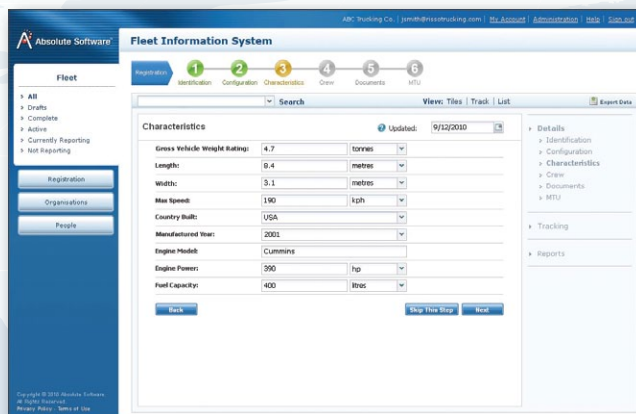 ABC Trucking Co. | jsmith@rissotrucking.com | My Account | Administration | Help | Sign out
Absolute Software
Fleet Information System
Fleet
> All
> Drafts
> Complete
> Active
> Currently Reporting
> Not Reporting
Registration
Organisations
People
Registration
1 Identification
2 Configuration
3 Characteristics
4 Crew
5 Documents
6 MTU
Search
View: Tiles | Track | List
Export Data
Characteristics
? Updated: 9/12/2010
Gross Vehicle Weight Rating: 4.7 tonnes
Length: 8.4 metres
Width: 3.1 metres
Max Speed: 190 kph
Country Built: USA
Manufactured Year: 2001
Engine Model: Cummins
Engine Power: 390 hp
Fuel Capacity: 400 litres
Back
Skip This Step
Next
Details
> Identification
> Configuration
> Characteristics
> Crew
> Documents
> MTU
Tracking
Reports
Copyright © 2010 Absolute Software.
All Rights Reserved.
Privacy Policy Terms of Use